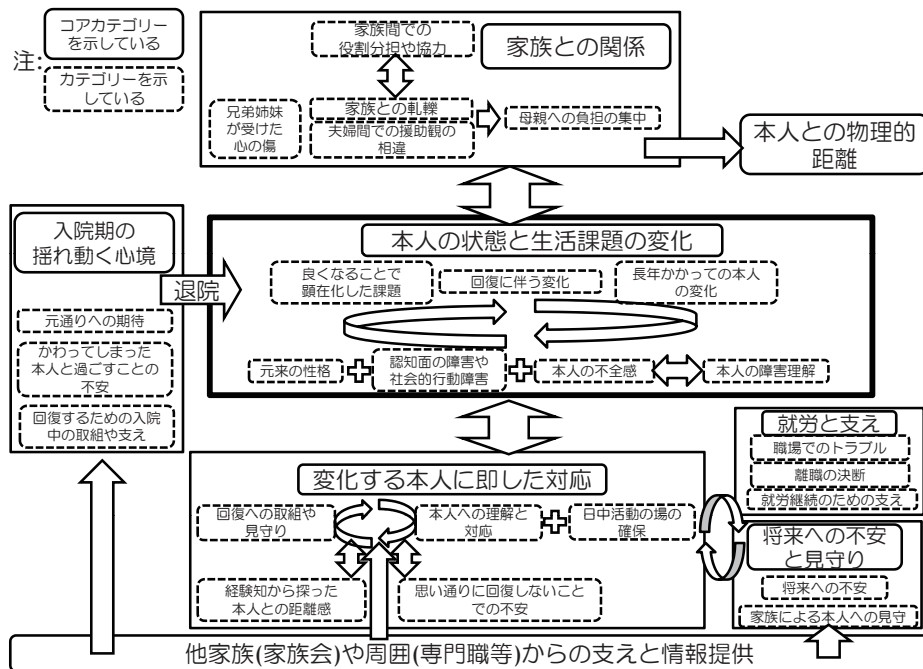 注:
コアカテゴリー
を示している
カテゴリーを示
している
家族との関係
家族間での
役割分担や協力
兄弟姉妹
が受けた
心の傷
家族との軋轢
夫婦間での援助観の
相違
母親への負担の集中
本人との物理的
距離
入院期の
揺れ動く心境
元通りへの期待
かわってしまった
本人と過ごすことの
不安
回復するための入院
中の取組や支え
退院
本人の状態と生活課題の変化
良くなることで
顕在化した課題
回復に伴う変化
長年かかっての本人
の変化
元来の性格
認知面の障害や
社会的行動障害
本人の不全感
本人の障害理解
変化する本人に即した対応
回復への取組や
見守り
本人への理解と
対応
日中活動の場の
確保
経験知から探った
本人との距離感
思い通りに回復しないこと
での不安
就労と支え
職場でのトラブル
離職の決断
就労継続のための支え
将来への不安
と見守り
将来への不安
家族による本人への見守
他家族(家族会)や周囲(専門職等)からの支えと情報提供